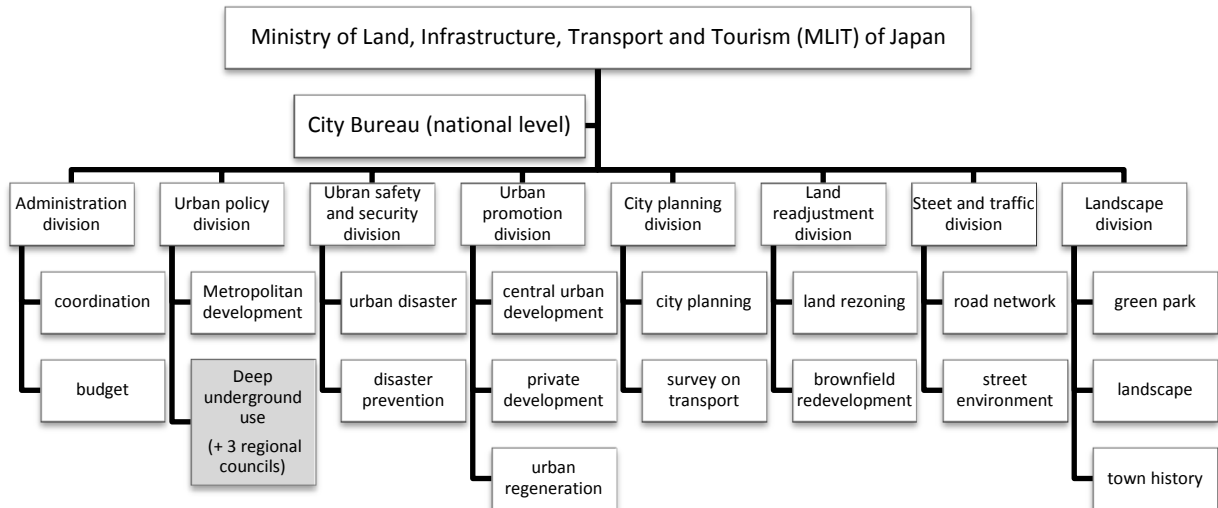 Ministry of Land, Infrastructure, Transport and Tourism (MLIT) of Japan
City Bureau (national level)
Administration
division
Urban policy
division
Ubran safety
and security
division
Urban
promotion
division
City planning
division
Land
readjustment
division
Steet and traffic
division
Landscape
division
coordination
budget
Metropolitan
development
Deep
underground
use
(+ 3 regional
councils)
urban disaster
disaster
prevention
central urban
development
private
development
urban
regeneration
city planning
survey on
transport
land rezoning
brownfield
redevelopment
road network
street
environment
green park
landscape
town history